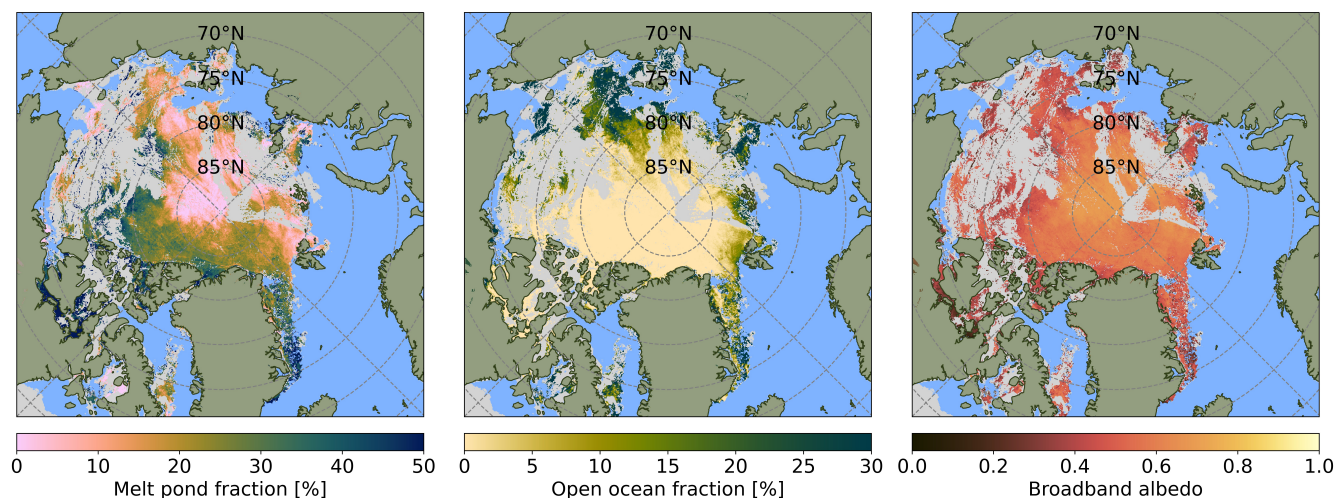 70°N
75°N
80°N
85°N
70°N
75°N
80°N
85°N
70°N
75°N
80°N
85°N
0 10 20 30 40 50
Melt pond fraction [%]
0 5 10 15 20 25 30
Open ocean fraction [%]
0.0 0.2 0.4 0.6 0.8 1.0
Broadband albedo